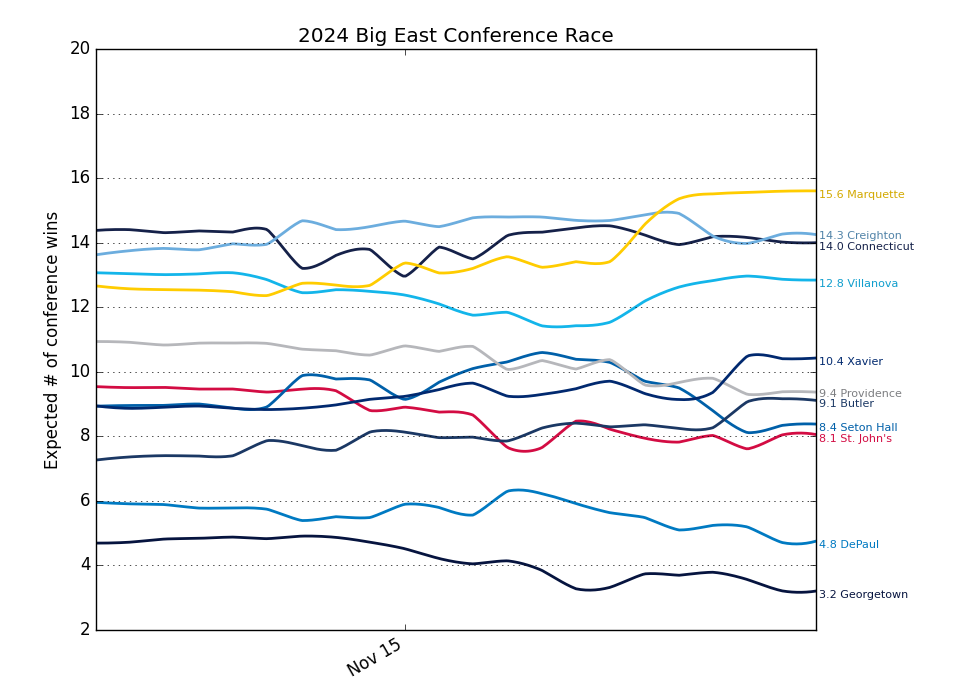 2024 Big East Conference Race
Expected # of conference wins
20
18
16
14
12
10
8
6
4
2
Nov 15
15.6 Marquette
14.3 Creighton
14.0 Connecticut
12.8 Villanova
10.4 Xavier
9.4 Providence
9.1 Butler
8.4 Seton Hall
8.1 St. John's
4.8 DePaul
3.2 Georgetown